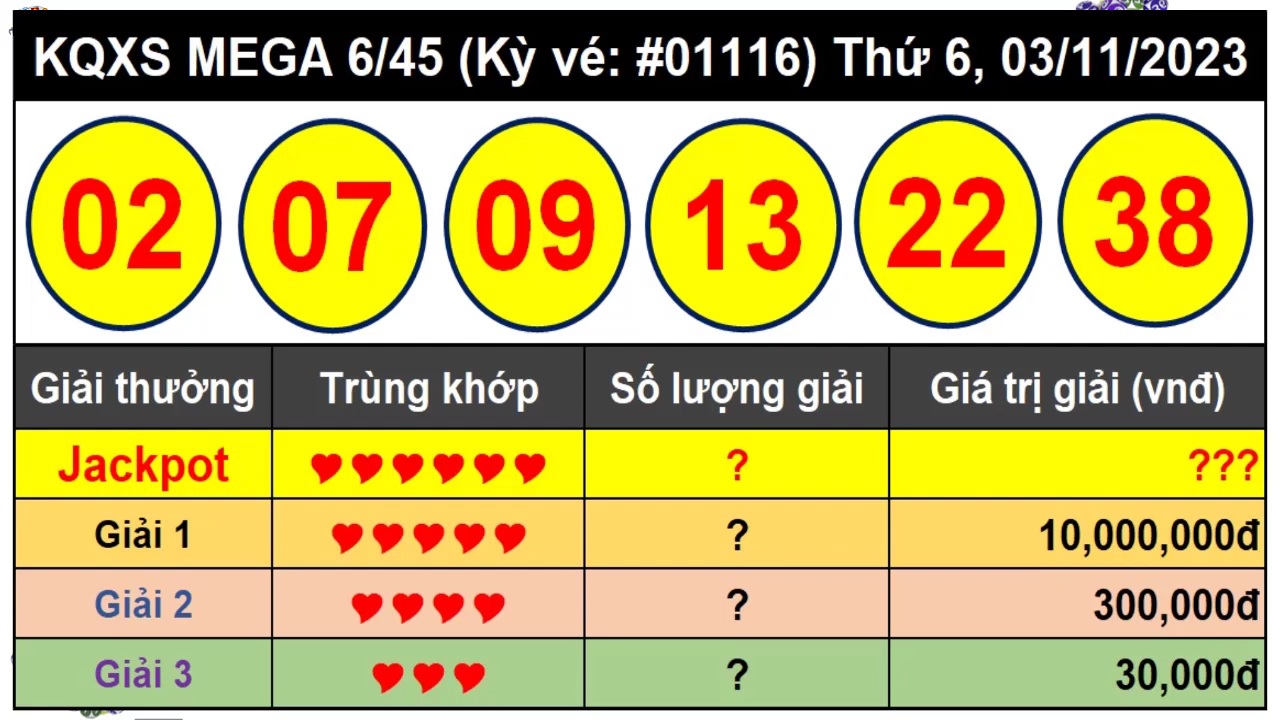 KQXS MEGA 6/45 (Kỳ vé: #01116) Thứ 6, 03/11/2023
02 07 09 13 22 38
Giải thưởng Trùng khớp Số lượng giải Giá trị giải (vnđ)
Jackpot ? ???
Giải 1 ? 10,000,000đ
Giải 2 ? 300,000đ
Giải 3 ? 30,000đ